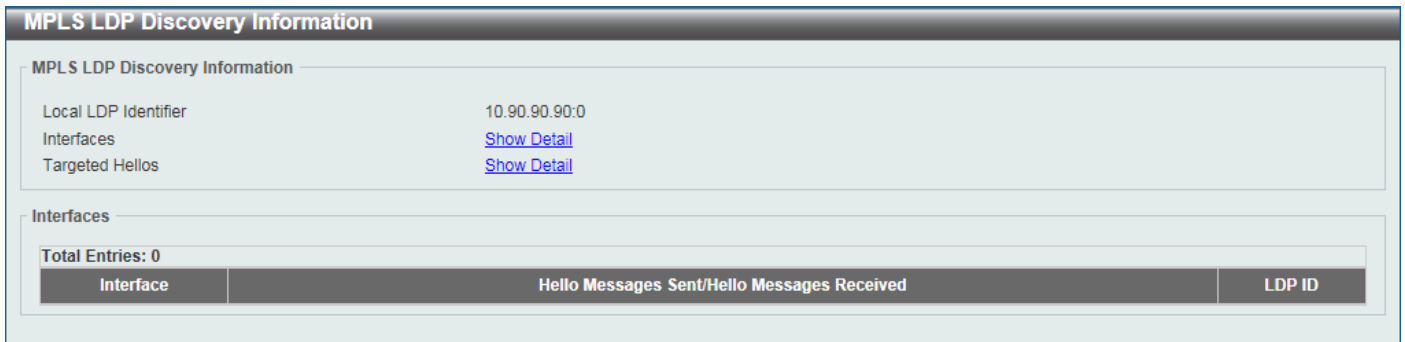 MPLS LDP Discovery Information
MPLS LDP Discovery Information
Local LDP Identifier 10.90.90.90:0
Interfaces Show Detail
Targeted Hellos Show Detail
Interfaces
Total Entries: 0
Interface Hello Messages Sent/Hello Messages Received LDP ID